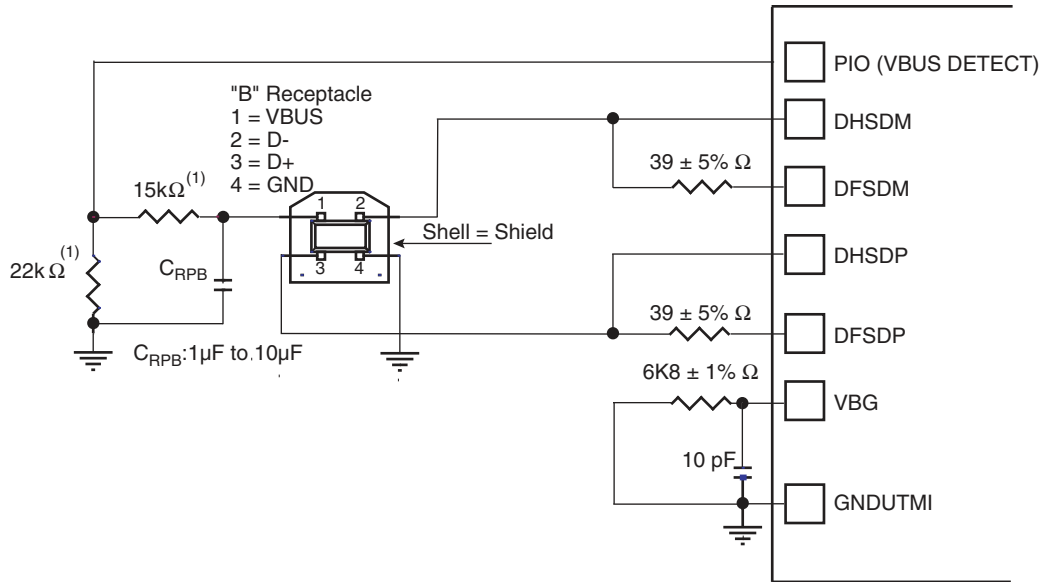 PIO (VBUS DETECT)
"B" Receptacle
1 = VBUS
2 = D-
3 = D+
4 = GND
DHSDM
39 ± 5% Ω
DFSDM
15kΩ(1)
1 2
Shell = Shield
DHSDP
22k Ω(1)
CRPB
3 4
39 ± 5% Ω
DFSDP
CRPB:1µF to 10µF
6K8 ± 1% Ω
VBG
10 pF
GNDUTMI